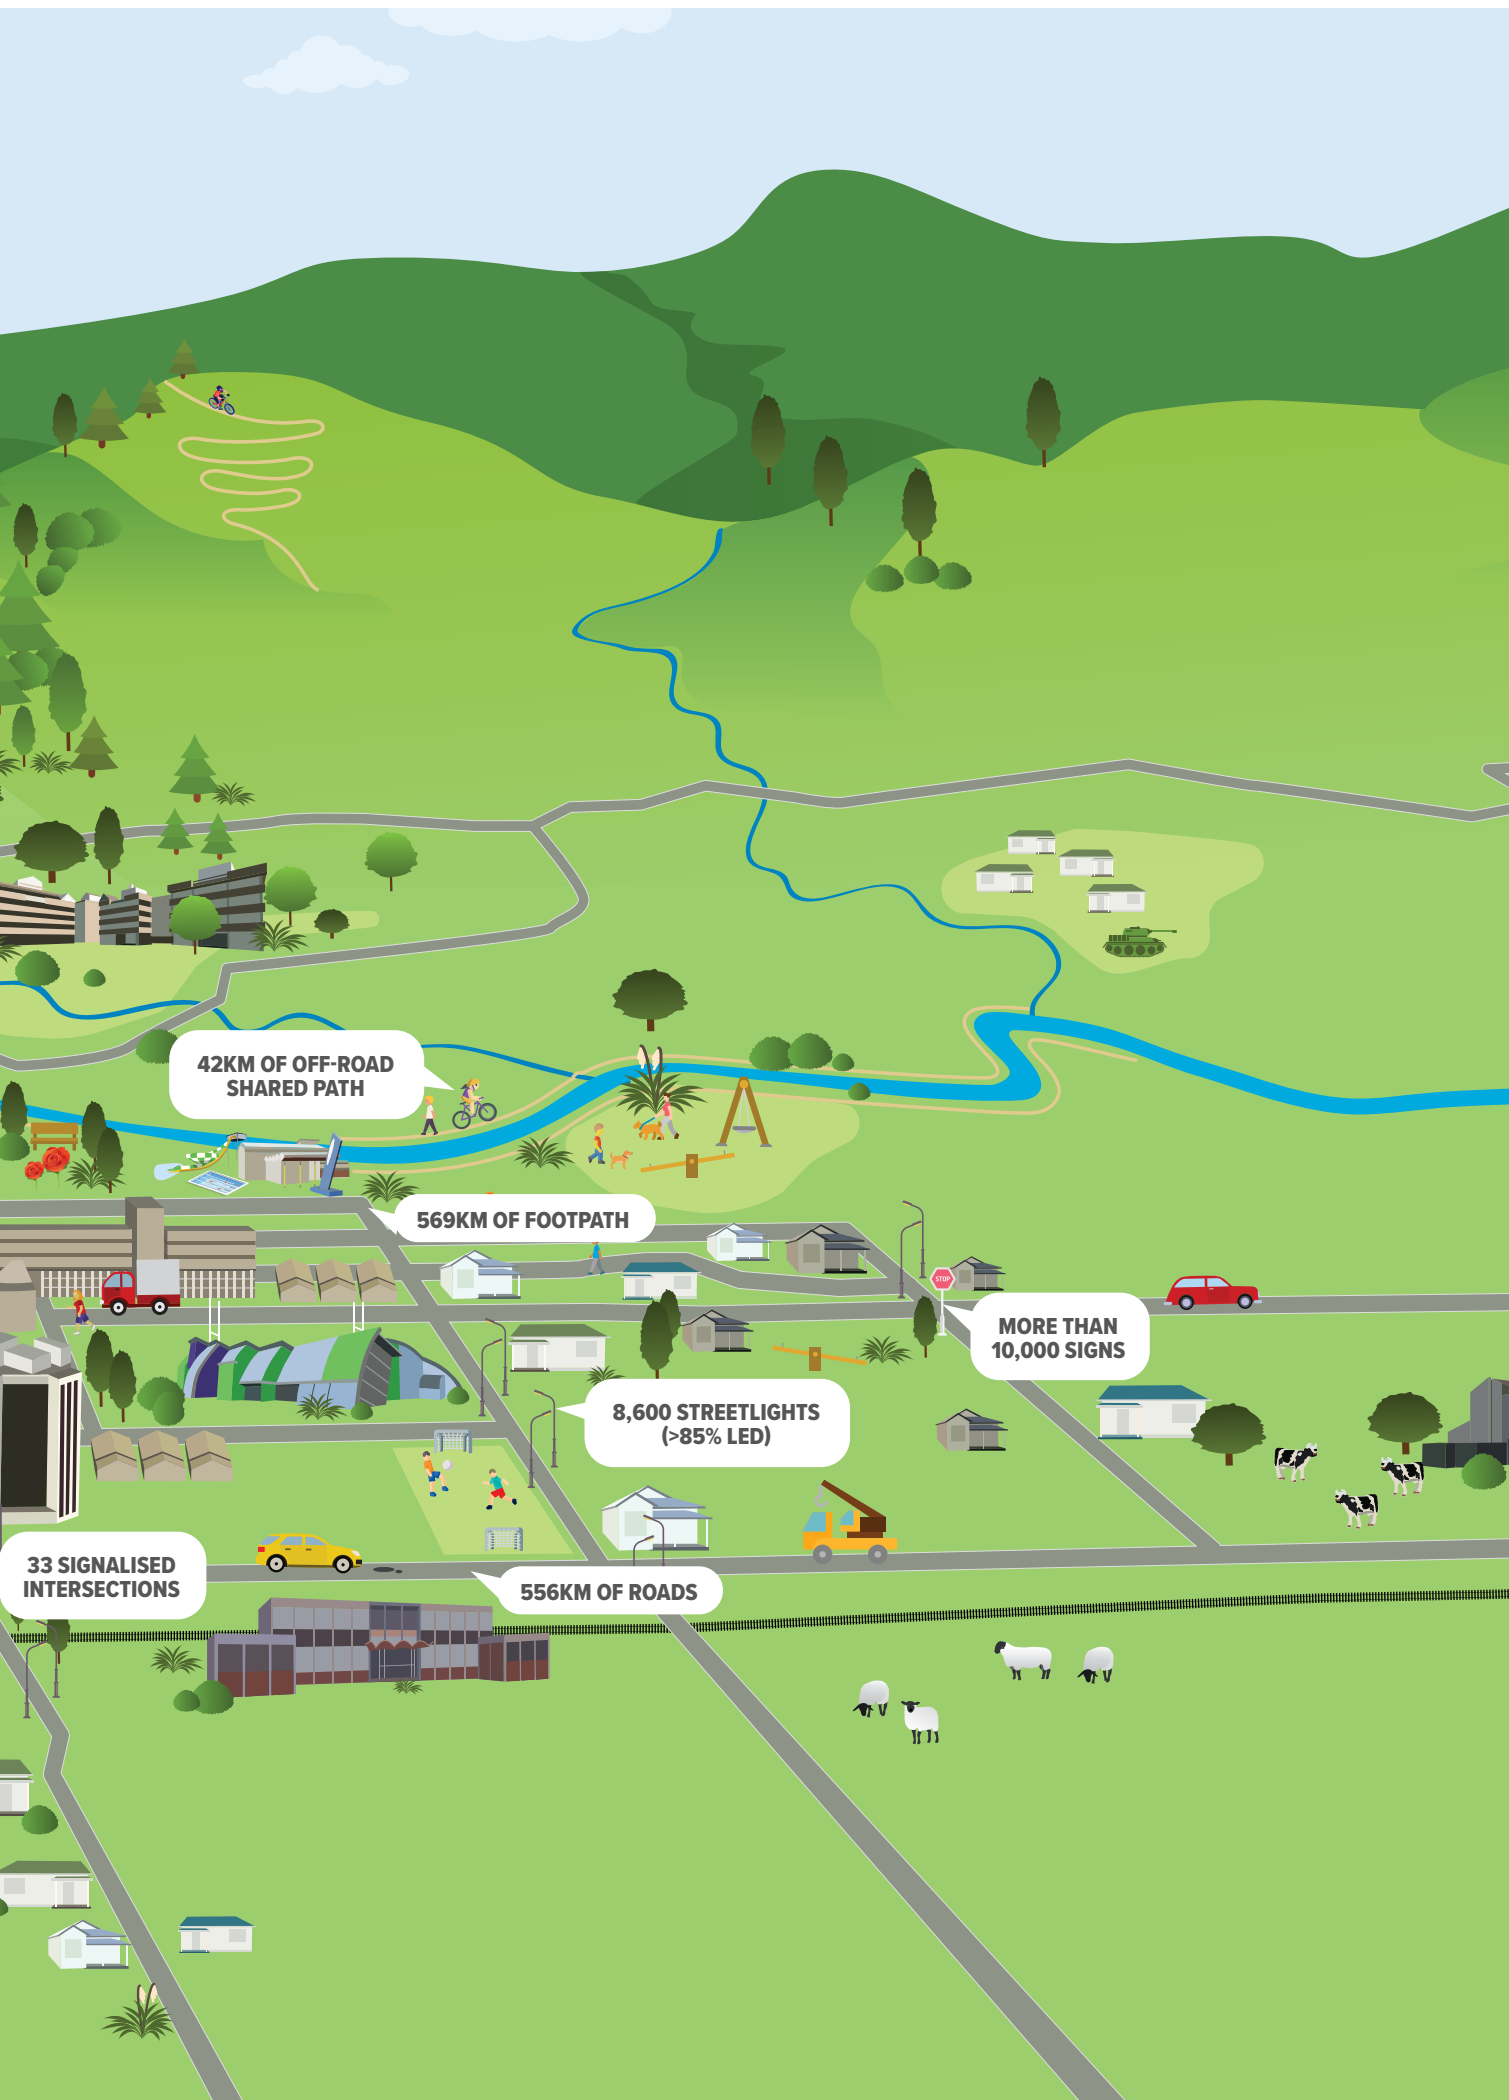 42KM OF OFF-ROAD
SHARED PATH
569KM OF FOOTPATH
STOP
MORE THAN
10,000 SIGNS
8,600 STREETLIGHTS
(>85% LED)
33 SIGNALISED
INTERSECTIONS
556KM OF ROADS